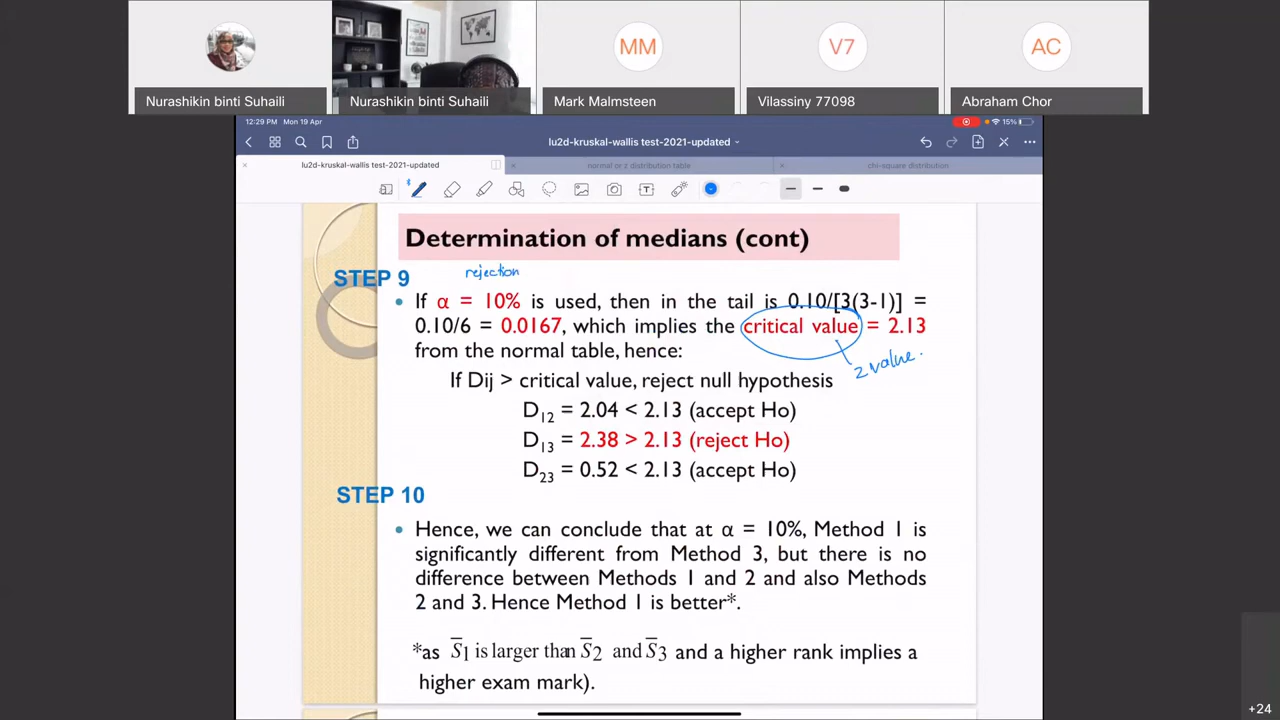 MM
V7
AC
Nurashikin binti Suhaili
Nurashikin binti Suhaili
Mark Malmsteen
Vilassiny 77098
Abraham Chor
12:29 PM Mon 19 Apr
15%
lu2d-kruskal-wallis test-2021-updated
lu2d-kruskal-wallis test-2021-updated
normal or z distribution table
chi-square distribution
Determination of medians (cont)
STEP 9
rejection
• If α = 10% is used, then in the tail is 0.10/[3(3-1)] =
0.10/6 = 0.0167, which implies the critical value = 2.13
from the normal table, hence:
z value.
If Dij > critical value, reject null hypothesis
D12 = 2.04 < 2.13 (accept Ho)
D13 = 2.38 > 2.13 (reject Ho)
D23 = 0.52 < 2.13 (accept Ho)
STEP 10
• Hence, we can conclude that at α = 10%, Method 1 is
significantly different from Method 3, but there is no
difference between Methods 1 and 2 and also Methods
2 and 3. Hence Method 1 is better*.
*as S̅1 is larger than S̅2 and S̅3 and a higher rank implies a
higher exam mark).
+24